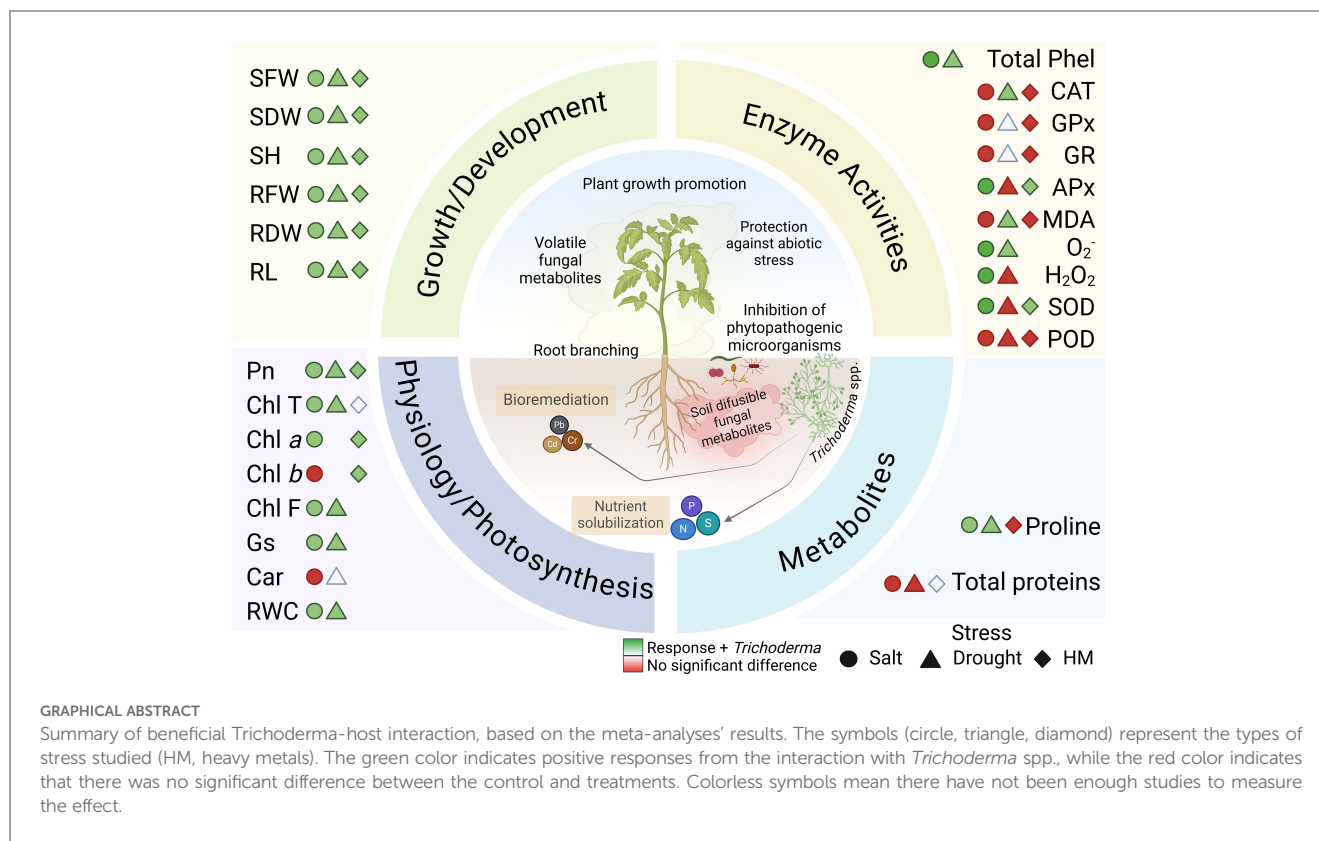 SFW
SDW
SH
RFW
RDW
RL
Growth/Development
Enzyme Activities
Total Phel
CAT
GPx
GR
APx
MDA
O₂⁻
H₂O₂
SOD
POD
Plant growth promotion
Volatile
fungal
metabolites
Protection
against abiotic
stress
Inhibition of
phytopathogenic
microorganisms
Root branching
Bioremediation
Pb
Cd
Cr
Soil difusible
fungal
metabolites
Trichoderma spp.
Nutrient
solubilization
P
N
S
Pn
Chl T
Chl a
Chl b
Chl F
Gs
Car
RWC
Physiology/Photosynthesis
Metabolites
Proline
Total proteins
Response + Trichoderma
No significant difference
Stress
Salt
Drought
HM
GRAPHICAL ABSTRACT
Summary of beneficial Trichoderma-host interaction, based on the meta-analyses’ results. The symbols (circle, triangle, diamond) represent the types of
stress studied (HM, heavy metals). The green color indicates positive responses from the interaction with Trichoderma spp., while the red color indicates
that there was no significant difference between the control and treatments. Colorless symbols mean there have not been enough studies to measure
the effect.